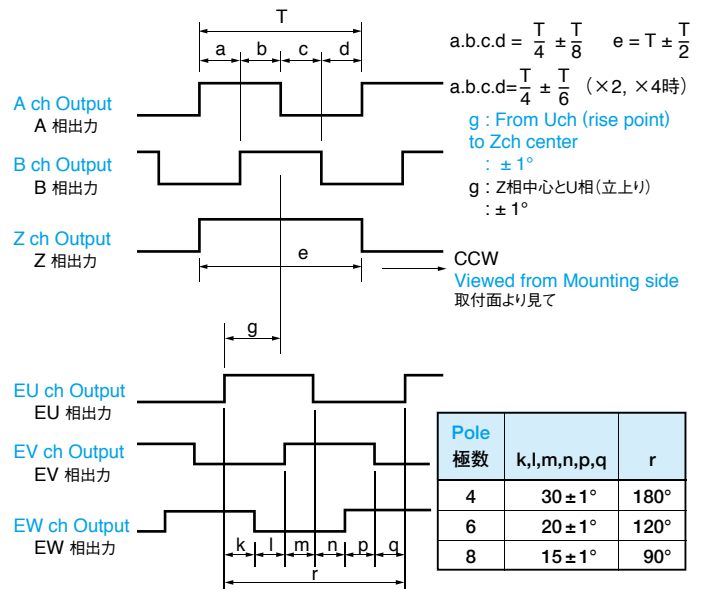 T
a b c d
a.b.c.d = T/4 ± T/8 e = T ± T/2
a.b.c.d=T/4 ± T/6 (×2, ×4時)
g : From Uch (rise point)
to Zch center
: ± 1°
g : Z相中心とU相(立上り)
: ± 1°
A ch Output
A 相出力
B ch Output
B 相出力
Z ch Output
Z 相出力
e
CCW
Viewed from Mounting side
取付面より見て
g
EU ch Output
EU 相出力
EV ch Output
EV 相出力
EW ch Output
EW 相出力
k l m n p q
r
Pole
極数 k,l,m,n,p,q r
4 30±1° 180°
6 20±1° 120°
8 15±1° 90°